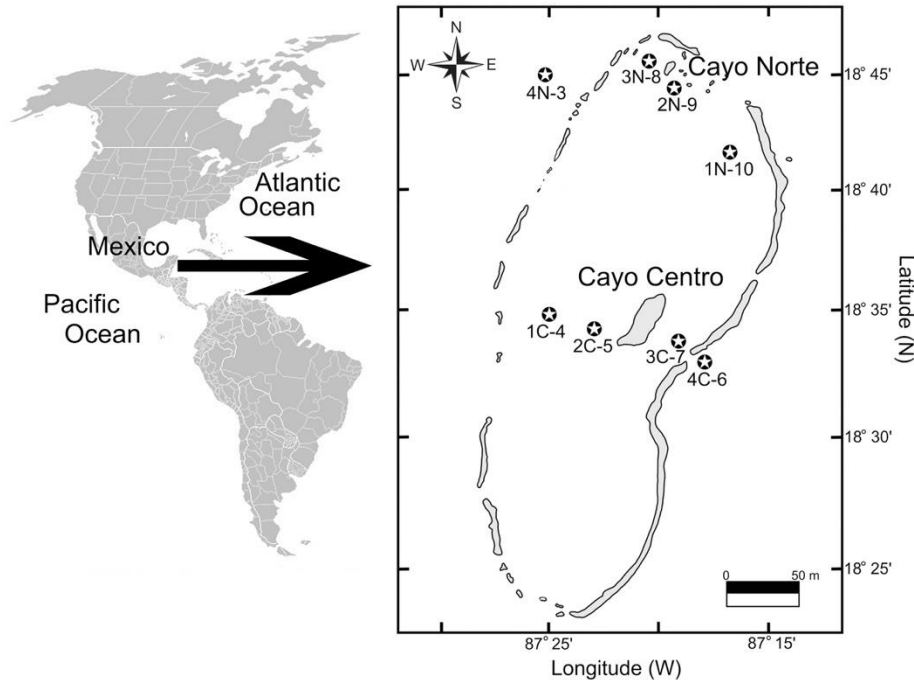 Atlantic
Ocean
Mexico
Pacific
Ocean
N
W E
S
4N-3
3N-8
Cayo Norte
2N-9
1N-10
Cayo Centro
1C-4
2C-5
3C-7
4C-6
18° 45'
18° 40'
18° 35'
18° 30'
18° 25'
Latitude (N)
0 50 m
87° 25'
87° 20'
87° 15'
Longitude (W)